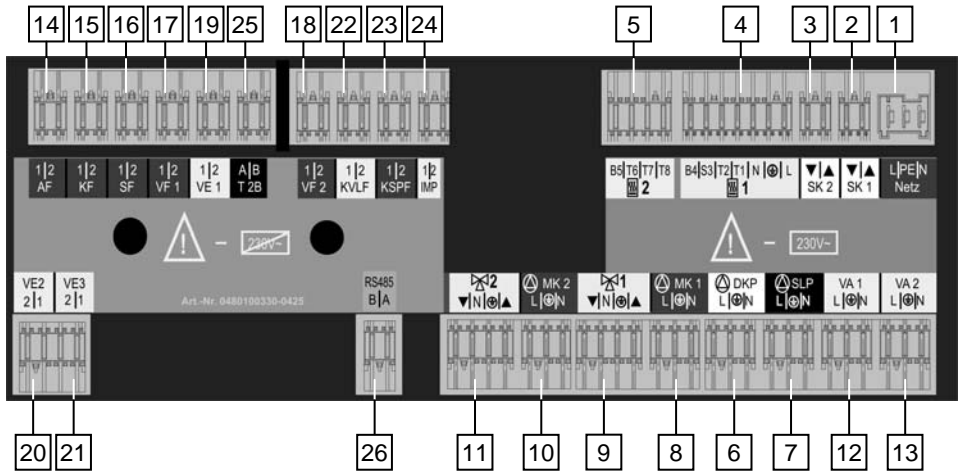 14 15 16 17 19 25 18 22 23 24 5 4 3 2 1
1|2 1|2 1|2 1|2 1|2 A|B 1|2 1|2 1|2 1|2 B5|T6|T7|T8 B4|S3|T2|T1|N|⏚|L ▼|▲ ▼|▲ L|PE|N
AF KF SF VF 1 VE 1 T 2B VF 2 KVLF KSPF IMP 2 1 SK 2 SK 1 Netz
– 230V~ – 230V~
VE2 VE3 RS485 2 MK 2 1 MK 1 DKP SLP VA 1 VA 2
2|1 2|1 B|A ▼|N|⏚|▲ L|⏚|N ▼|N|⏚|▲ L|⏚|N L|⏚|N L|⏚|N L|⏚|N L|⏚|N
Art.-Nr. 0480100330-0425
20 21 26 11 10 9 8 6 7 12 13